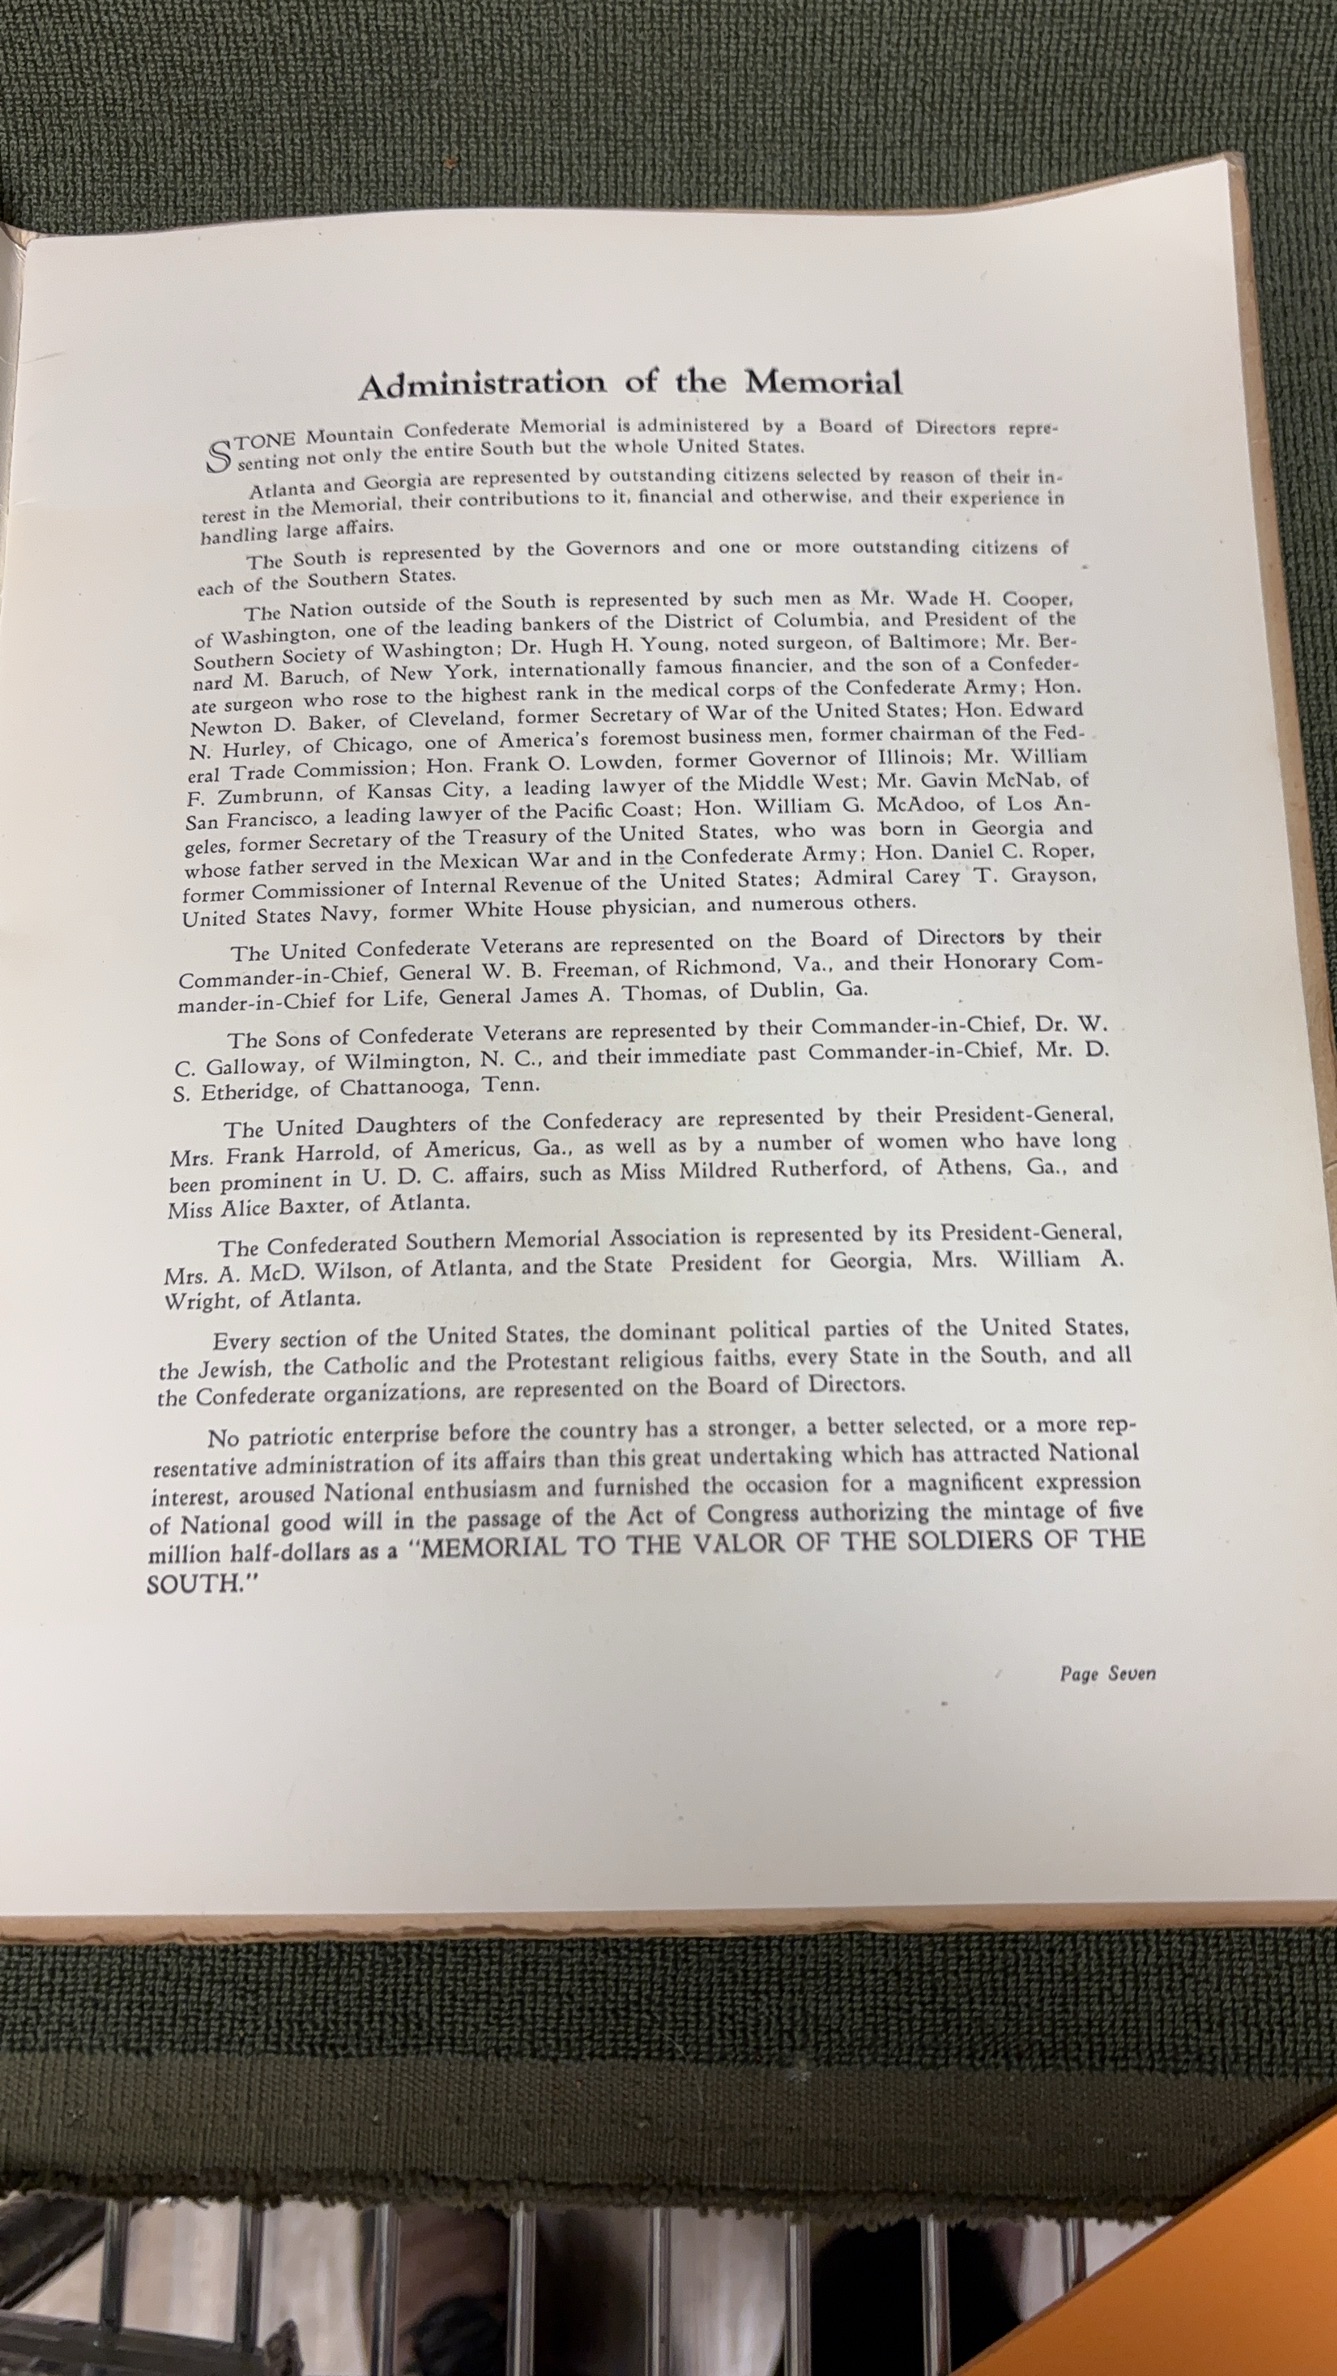 Administration of the Memorial
STONE Mountain Confederate Memorial is administered by a Board of Directors repre-
senting not only the entire South but the whole United States.
Atlanta and Georgia are represented by outstanding citizens selected by reason of their in-
terest in the Memorial, their contributions to it, financial and otherwise, and their experience in
handling large affairs.
The South is represented by the Governors and one or more outstanding citizens of
each of the Southern States.
The Nation outside of the South is represented by such men as Mr. Wade H. Cooper,
of Washington, one of the leading bankers of the District of Columbia, and President of the
Southern Society of Washington; Dr. Hugh H. Young, noted surgeon, of Baltimore; Mr. Ber-
nard M. Baruch, of New York, internationally famous financier, and the son of a Confeder-
ate surgeon who rose to the highest rank in the medical corps of the Confederate Army; Hon.
Newton D. Baker, of Cleveland, former Secretary of War of the United States; Hon. Edward
N. Hurley, of Chicago, one of America's foremost business men, former chairman of the Fed-
eral Trade Commission; Hon. Frank O. Lowden, former Governor of Illinois; Mr. William
F. Zumbrunn, of Kansas City, a leading lawyer of the Middle West; Mr. Gavin McNab, of
San Francisco, a leading lawyer of the Pacific Coast; Hon. William G. McAdoo, of Los An-
geles, former Secretary of the Treasury of the United States, who was born in Georgia and
whose father served in the Mexican War and in the Confederate Army; Hon. Daniel C. Roper,
former Commissioner of Internal Revenue of the United States; Admiral Carey T. Grayson,
United States Navy, former White House physician, and numerous others.
The United Confederate Veterans are represented on the Board of Directors by their
Commander-in-Chief, General W. B. Freeman, of Richmond, Va., and their Honorary Com-
mander-in-Chief for Life, General James A. Thomas, of Dublin, Ga.
The Sons of Confederate Veterans are represented by their Commander-in-Chief, Dr. W.
C. Galloway, of Wilmington, N. C., and their immediate past Commander-in-Chief, Mr. D.
S. Etheridge, of Chattanooga, Tenn.
The United Daughters of the Confederacy are represented by their President-General,
Mrs. Frank Harrold, of Americus, Ga., as well as by a number of women who have long
been prominent in U. D. C. affairs, such as Miss Mildred Rutherford, of Athens, Ga., and
Miss Alice Baxter, of Atlanta.
The Confederated Southern Memorial Association is represented by its President-General,
Mrs. A. McD. Wilson, of Atlanta, and the State President for Georgia, Mrs. William A.
Wright, of Atlanta.
Every section of the United States, the dominant political parties of the United States,
the Jewish, the Catholic and the Protestant religious faiths, every State in the South, and all
the Confederate organizations, are represented on the Board of Directors.
No patriotic enterprise before the country has a stronger, a better selected, or a more rep-
resentative administration of its affairs than this great undertaking which has attracted National
interest, aroused National enthusiasm and furnished the occasion for a magnificent expression
of National good will in the passage of the Act of Congress authorizing the mintage of five
million half-dollars as a "MEMORIAL TO THE VALOR OF THE SOLDIERS OF THE
SOUTH."
Page Seven